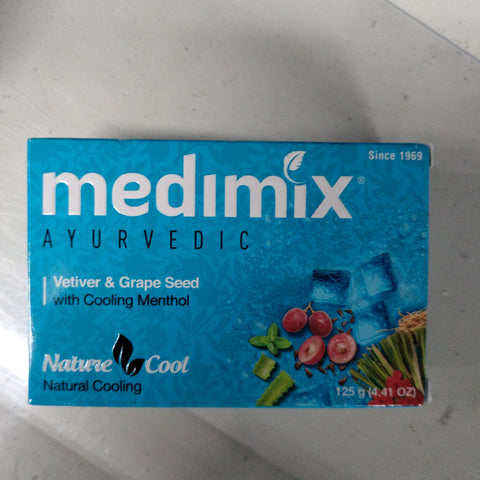 Since 1969
medimix®
AYURVEDIC
Vetiver & Grape Seed
with Cooling Menthol
Nature Cool
Natural Cooling
125 g (4.41 OZ)